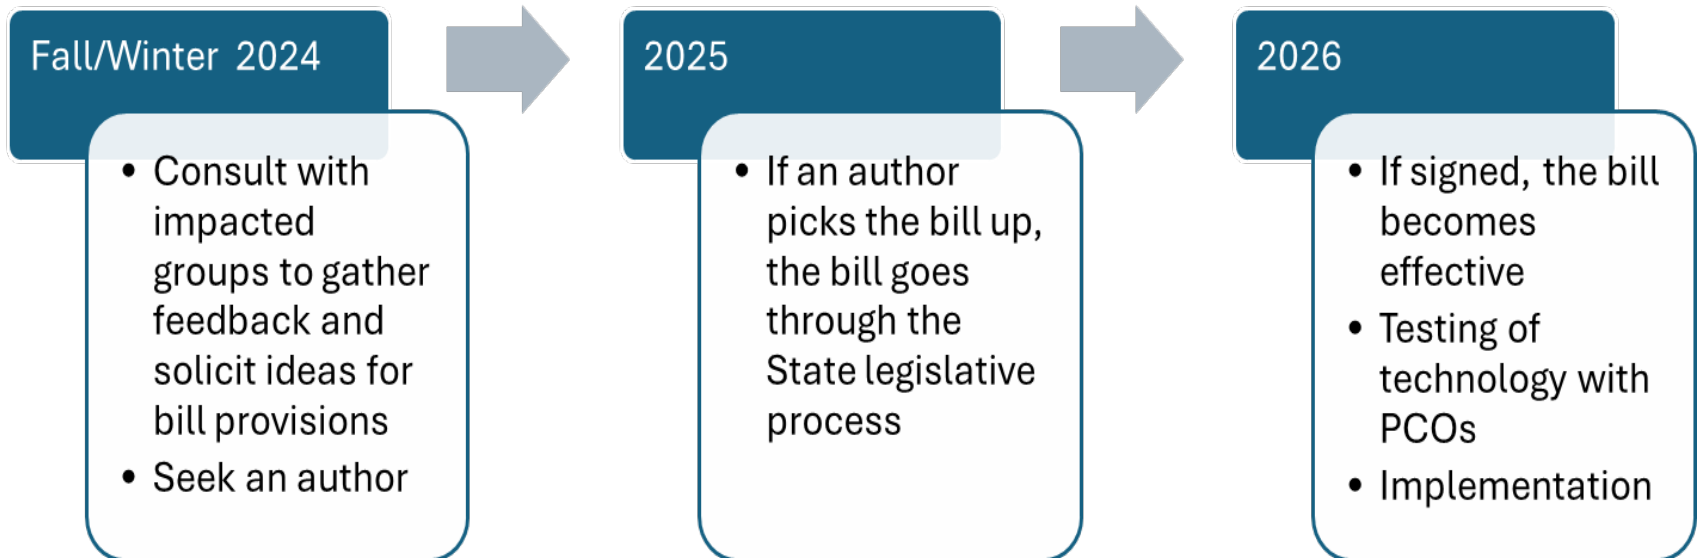 Fall/Winter 2024
• Consult with
impacted
groups to gather
feedback and
solicit ideas for
bill provisions
• Seek an author
2025
• If an author
picks the bill up,
the bill goes
through the
State legislative
process
2026
• If signed, the bill
becomes
effective
• Testing of
technology with
PCOs
• Implementation